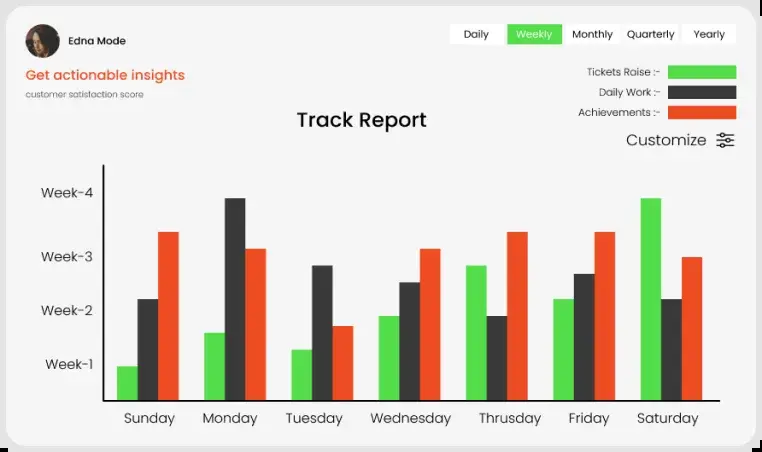 Edna Mode
Daily Weekly Monthly Quarterly Yearly
Get actionable insights
customer satistaction score
Tickets Raise :-
Daily Work :-
Achievements :-
Track Report
Customize
Week-4
Week-3
Week-2
Week-1
Sunday Monday Tuesday Wednesday Thrusday Friday Saturday